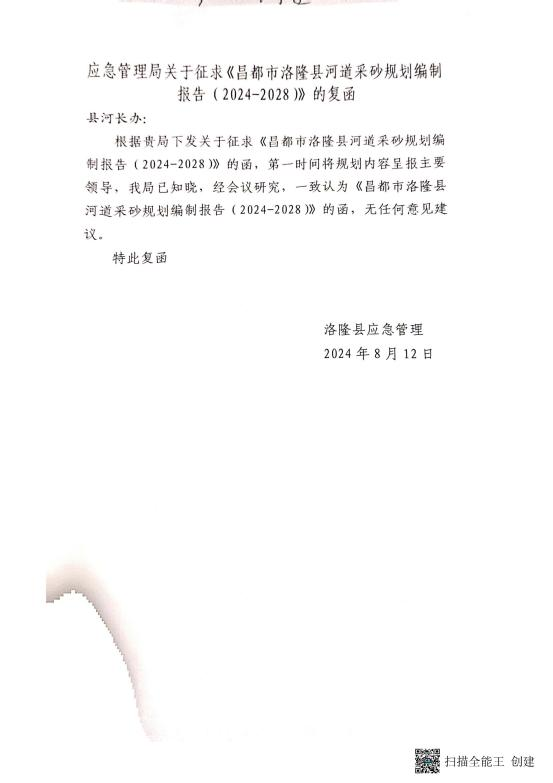 应急管理局关于征求《昌都市洛隆县河道采砂规划编制
报告（2024-2028）》的复函
县河长办：
根据贵局下发关于征求《昌都市洛隆县河道采砂规划编
制报告（2024-2028）》的函，第一时间将规划内容呈报主要
领导，我局已知晓，经会议研究，一致认为《昌都市洛隆县
河道采砂规划编制报告（2024-2028）》的函，无任何意见建
议。
特此复函
洛隆县应急管理
2024 年 8 月 12 日
扫描全能王 创建